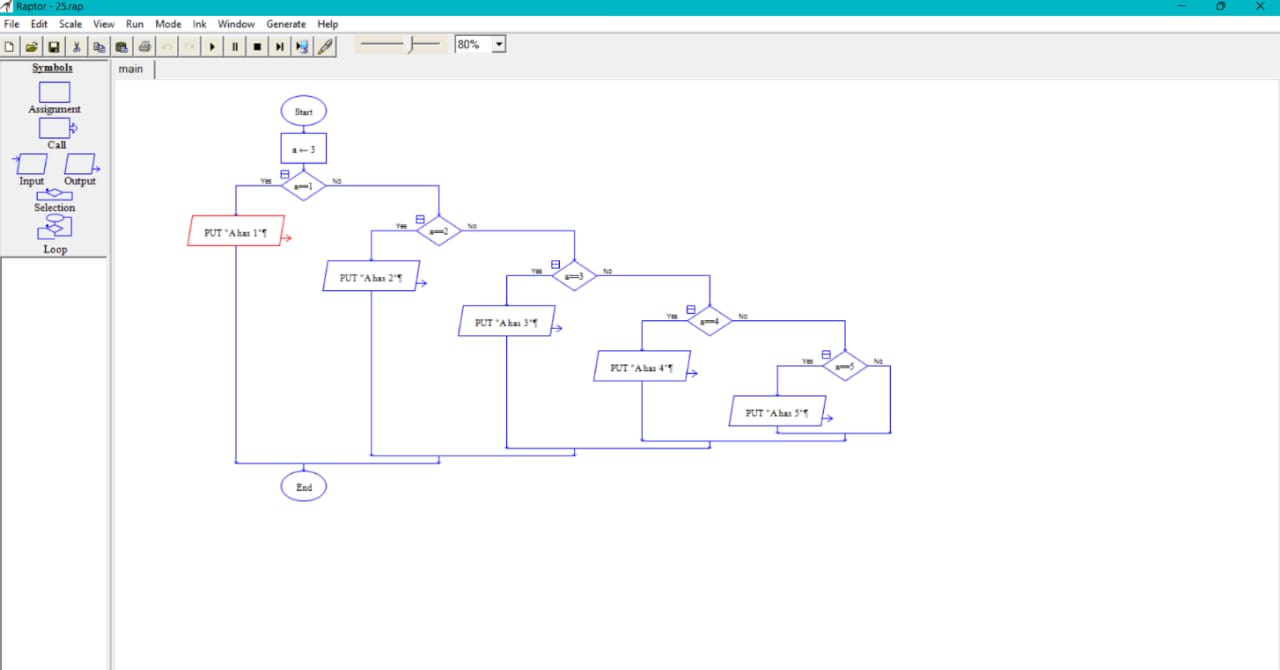 Raptor - 25.rap
File Edit Scale View Run Mode Ink Window Generate Help
80%
Symbols
Assignment
Call
Input Output
Selection
Loop
main
Start
a ← 3
Yes a==1 No
PUT "A has 1"¶
Yes a==2 No
PUT "A has 2"¶
Yes a==3 No
PUT "A has 3"¶
Yes a==4 No
PUT "A has 4"¶
Yes a==5 No
PUT "A has 5"¶
End